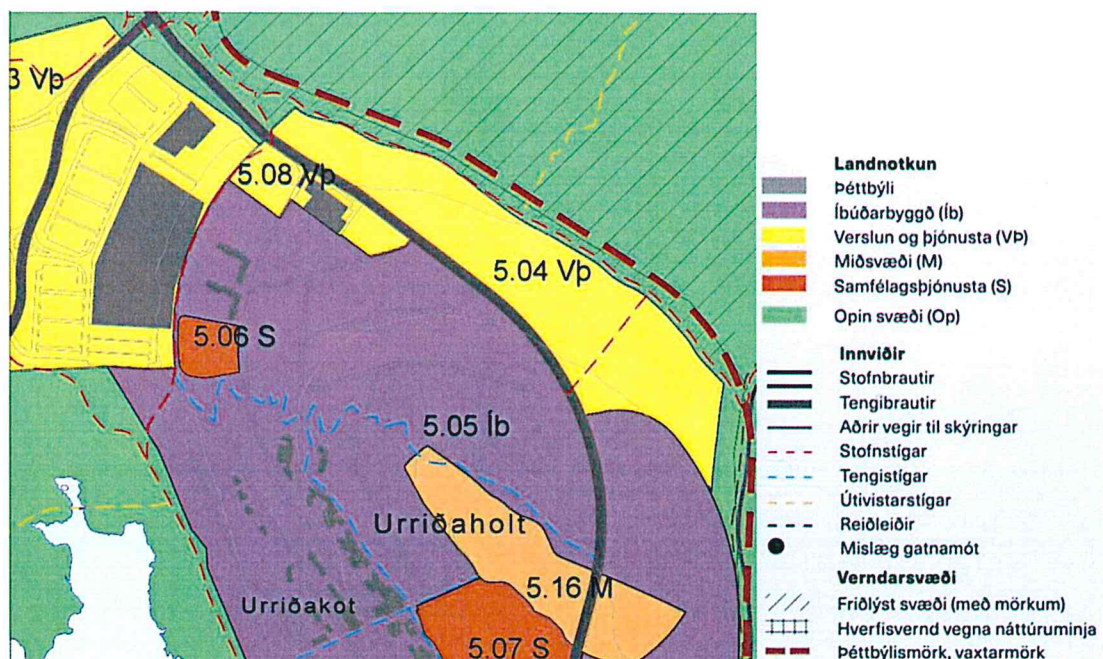 3 Vþ
5.08 Vþ
5.04 Vþ
5.06 S
5.05 Íb
Urriðaholt
5.16 M
Urriðakot
5.07 S
Landnotkun
Þéttbýli
Íbúðarbyggð (Íb)
Verslun og þjónusta (VÞ)
Miðsvæði (M)
Samfélagsþjónusta (S)
Opin svæði (Op)
Innviðir
Stofnbrautir
Tengibrautir
Aðrir vegir til skýringar
Stofnstígar
Tengistígar
Útivistarstígar
Reiðleiðir
Mislæg gatnamót
Verndarsvæði
Friðlýst svæði (með mörkum)
Hverfisvernd vegna náttúruminja
Þéttbýlismörk, vaxtarmörk